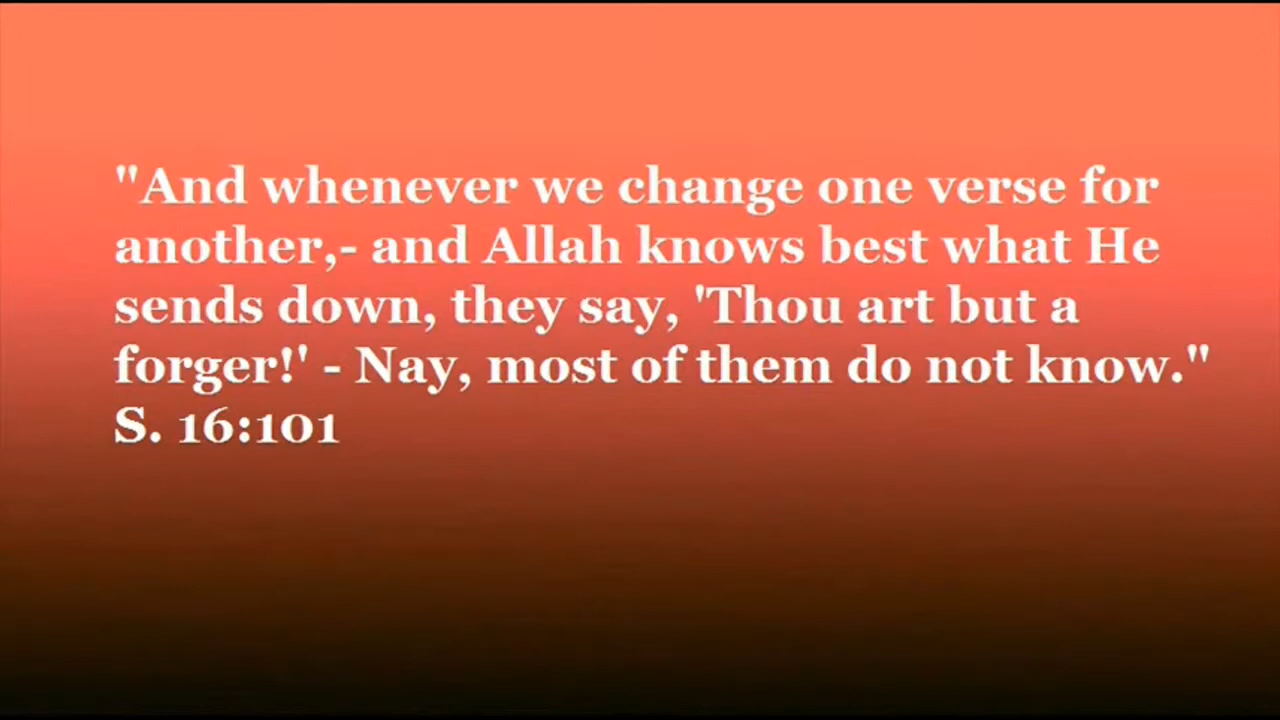 "And whenever we change one verse for
another,- and Allah knows best what He
sends down, they say, 'Thou art but a
forger!' - Nay, most of them do not know."
S. 16:101